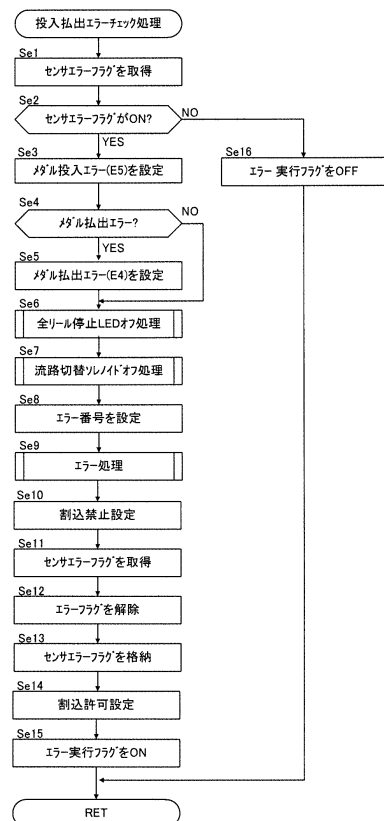 投入払出エラーチェック処理
Se1
センサエラーフラグを取得
Se2
センサエラーフラグがON?
NO
YES
Se3
メダル投入エラー(E5)を設定
Se16
エラー実行フラグをOFF
Se4
メダル払出エラー?
NO
YES
Se5
メダル払出エラー(E4)を設定
Se6
全リール停止LEDオフ処理
Se7
流路切替ソレノイドオフ処理
Se8
エラー番号を設定
Se9
エラー処理
Se10
割込禁止設定
Se11
センサエラーフラグを取得
Se12
エラーフラグを解除
Se13
センサエラーフラグを格納
Se14
割込許可設定
Se15
エラー実行フラグをON
RET